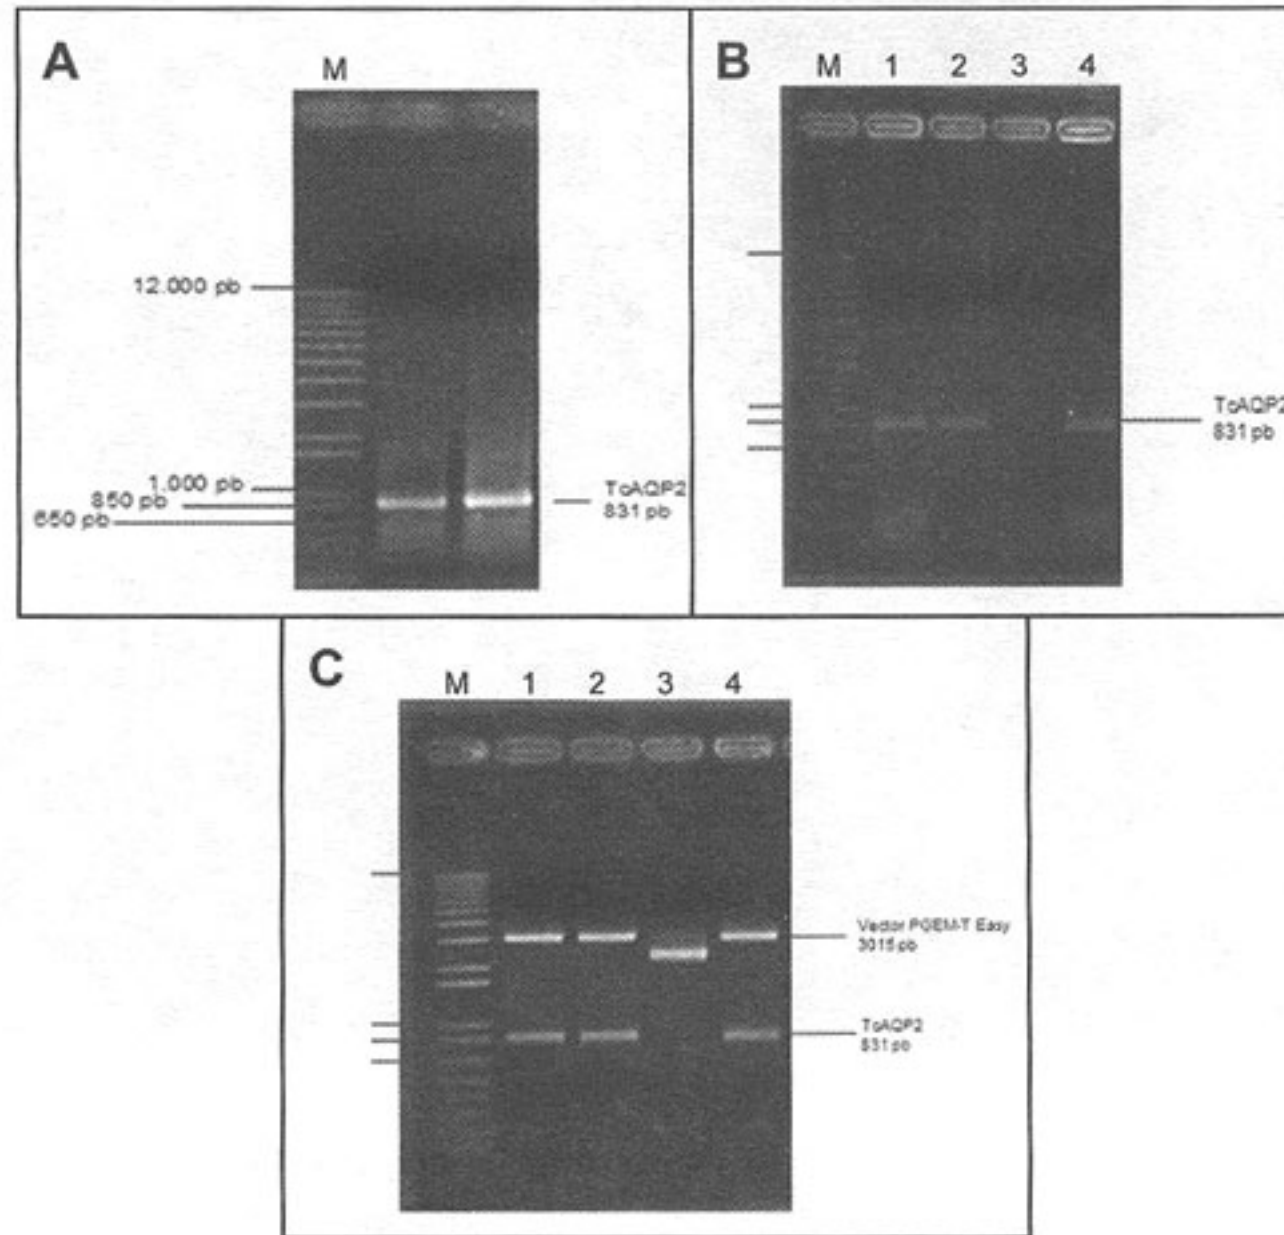 A
M
12.000 pb
1.000 pb
850 pb
650 pb
TcAQP2
831 pb
B
M 1 2 3 4
TcAQP2
831 pb
C
M 1 2 3 4
Vector PGEM-T Easy
3015 pb
TcAQP2
831 pb